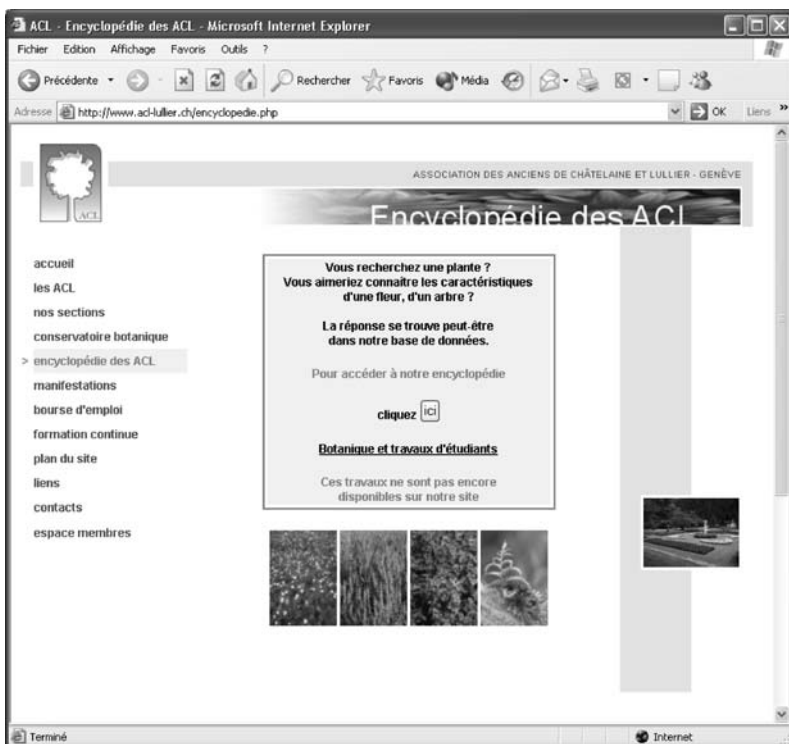 ACL - Encyclopédie des ACL - Microsoft Internet Explorer
Fichier Edition Affichage Favoris Outils ?
Précédente Rechercher Favoris Média
Adresse http://www.acl-lullier.ch/encyclopedie.php OK Liens »
ASSOCIATION DES ANCIENS DE CHÂTELAINE ET LULLIER - GENÈVE
ACL
Encyclopédie des ACL
accueil
les ACL
nos sections
conservatoire botanique
> encyclopédie des ACL
manifestations
bourse d'emploi
formation continue
plan du site
liens
contacts
espace membres
Vous recherchez une plante ?
Vous aimeriez connaître les caractéristiques
d'une fleur, d'un arbre ?
La réponse se trouve peut-être
dans notre base de données.
Pour accéder à notre encyclopédie
cliquez ici
Botanique et travaux d'étudiants
Ces travaux ne sont pas encore
disponibles sur notre site
Terminé Internet